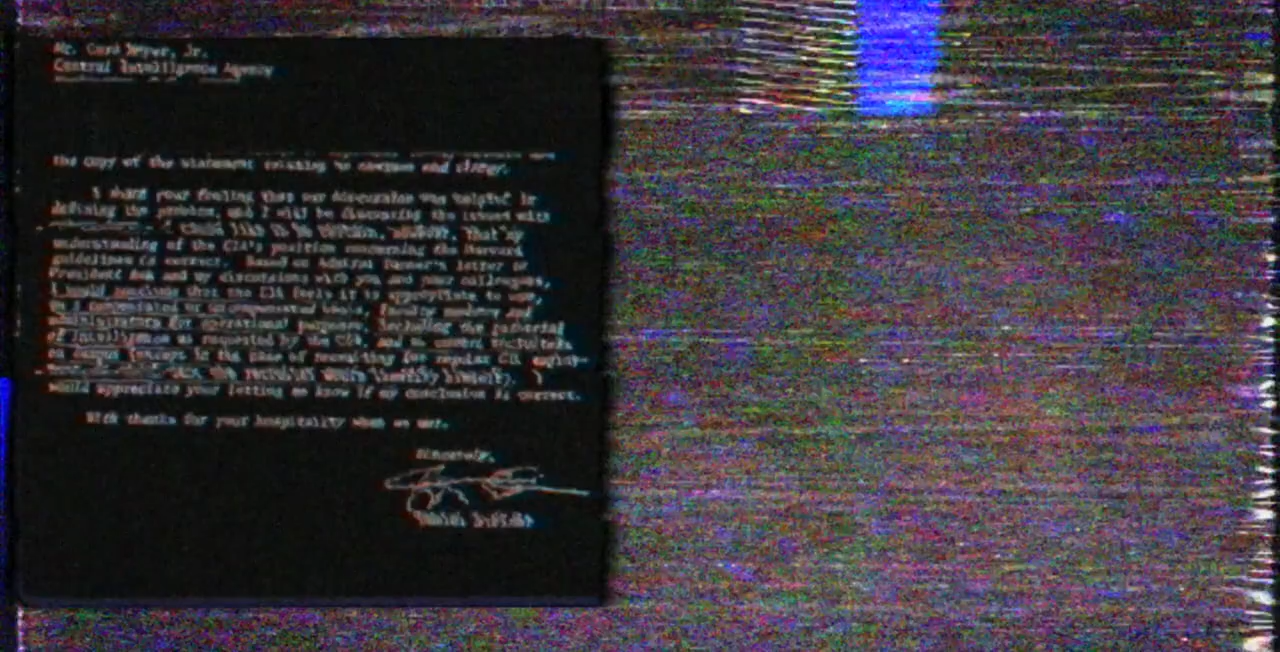 Mr. Cord Meyer, Jr.
Central Intelligence Agency
the copy of the statement relating to and
I share your feeling that our discussion was helpful in
defining the problem, and I will be discussing the issues with
I would like to be that my
understanding of the CIA's position concerning the Harvard
guidelines is correct. Based on Admiral Turner's letter to
President Bok and my discussions with you and your colleagues,
I would conclude that the CIA feels it is appropriate to use,
on a compensated or uncompensated basis, faculty members and
administrators for operational purposes, including the gathering
of intelligence as requested by the CIA, and as covert recruiters
on campus (except in the case of recruiting for regular CIA employ-
the recruiter would identify himself). I
would appreciate your letting me know if my conclusion is correct.
With thanks for your hospitality when we met.
Sincerely,